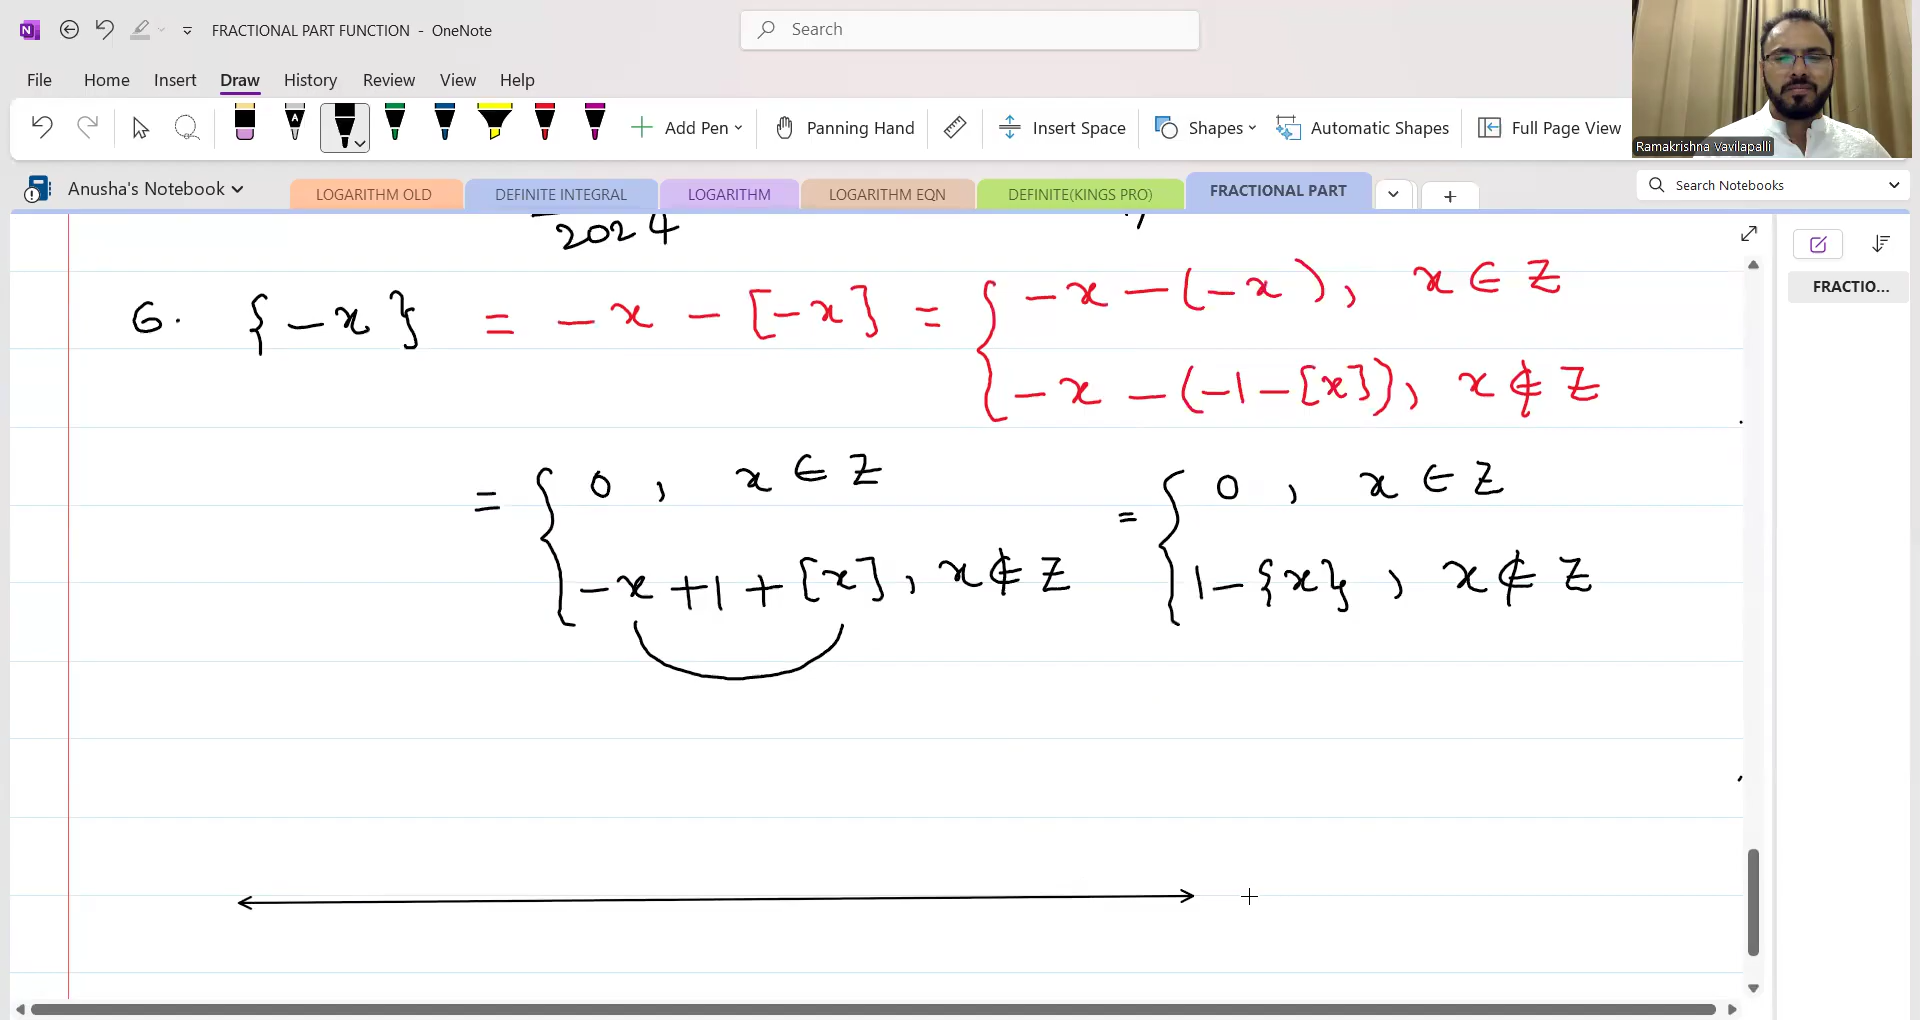 FRACTIONAL PART FUNCTION - OneNote
Search
File Home Insert Draw History Review View Help
Add Pen Panning Hand Insert Space Shapes Automatic Shapes Full Page View
Ramakrishna Vavilapalli
Anusha's Notebook LOGARITHM OLD DEFINITE INTEGRAL LOGARITHM LOGARITHM EQN DEFINITE(KINGS PRO) FRACTIONAL PART
Search Notebooks
FRACTIO...
2024
6. {-x} = -x - [-x] = { -x - (-x), x ∈ Z
-x - (-1 - [x]), x ∉ Z
= { 0, x ∈ Z = { 0, x ∈ Z
-x + 1 + [x], x ∉ Z 1 - {x}, x ∉ Z